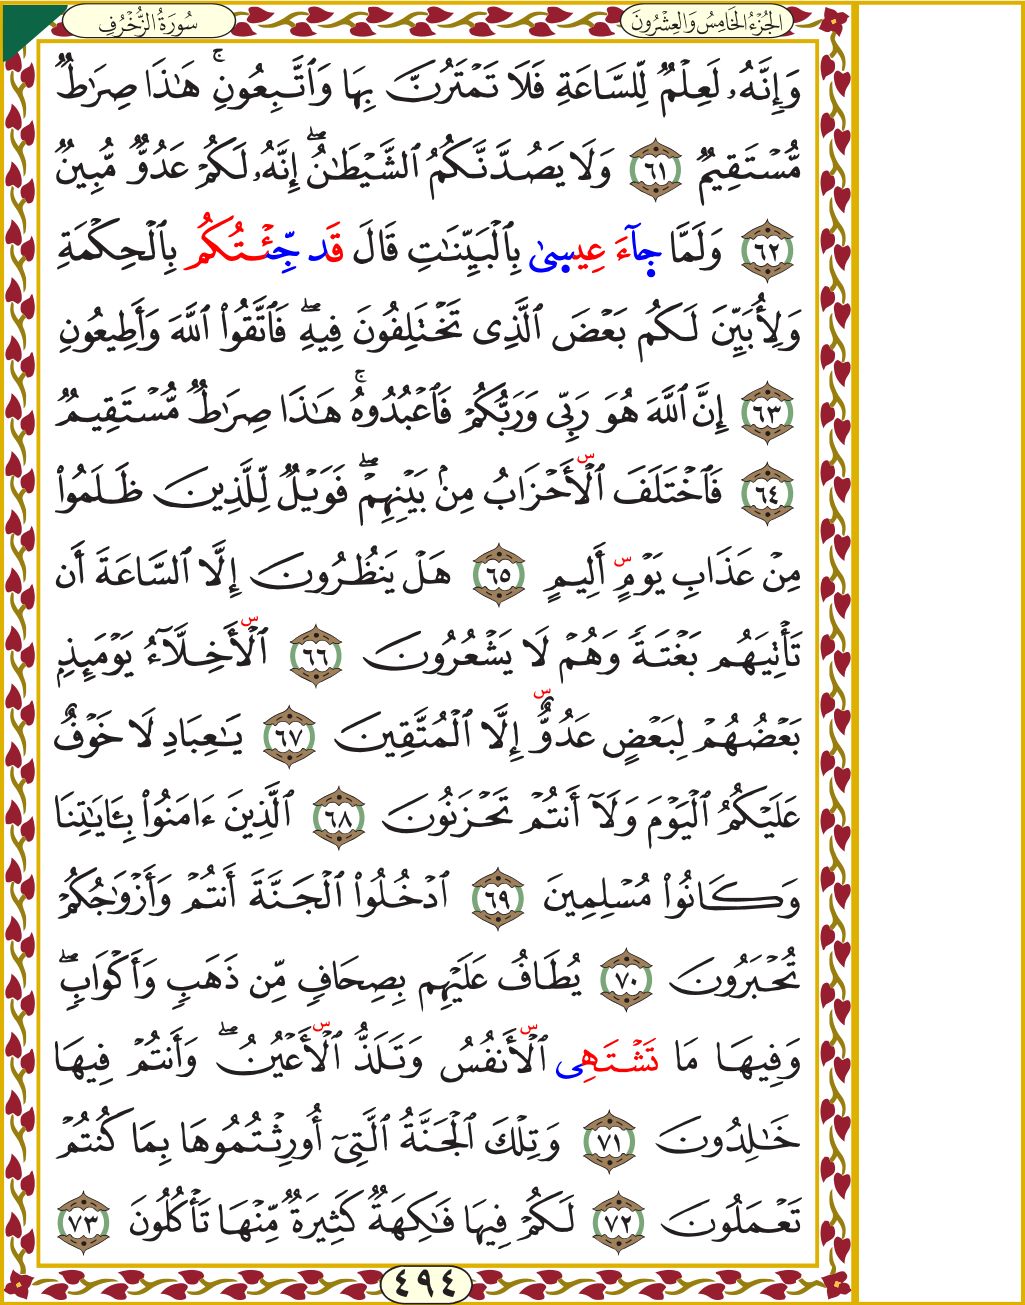 سُورَةُ الزُّخْرُفِ
الجُزْءُ الخَامِسُ وَالعِشْرُونَ
وَإِنَّهُۥ لَعِلْمٌ لِّلسَّاعَةِ فَلَا تَمْتَرُنَّ بِهَا وَٱتَّبِعُونِۚ هَٰذَا صِرَٰطٌ
مُّسْتَقِيمٌ ٦١ وَلَا يَصُدَّنَّكُمُ ٱلشَّيْطَٰنُۖ إِنَّهُۥ لَكُمْ عَدُوٌّ مُّبِينٌ
٦٢ وَلَمَّا جَآءَ عِيسىٰ بِٱلْبَيِّنَٰتِ قَالَ قَد جِّئْتُكُم بِٱلْحِكْمَةِ
وَلِأُبَيِّنَ لَكُم بَعْضَ ٱلَّذِى تَخْتَلِفُونَ فِيهِۖ فَٱتَّقُوا۟ ٱللَّهَ وَأَطِيعُونِ
٦٣ إِنَّ ٱللَّهَ هُوَ رَبِّى وَرَبُّكُمْ فَٱعْبُدُوهُۚ هَٰذَا صِرَٰطٌ مُّسْتَقِيمٌ
٦٤ فَٱخْتَلَفَ ٱلْأَحْزَابُ مِنۢ بَيْنِهِمْۖ فَوَيْلٌ لِّلَّذِينَ ظَلَمُوا۟
مِنْ عَذَابِ يَوْمٍ أَلِيمٍ ٦٥ هَلْ يَنظُرُونَ إِلَّا ٱلسَّاعَةَ أَن
تَأْتِيَهُم بَغْتَةً وَهُمْ لَا يَشْعُرُونَ ٦٦ ٱلْأَخِلَّآءُ يَوْمَئِذٍۭ
بَعْضُهُمْ لِبَعْضٍ عَدُوٌّ إِلَّا ٱلْمُتَّقِينَ ٦٧ يَٰعِبَادِ لَا خَوْفٌ
عَلَيْكُمُ ٱلْيَوْمَ وَلَآ أَنتُمْ تَحْزَنُونَ ٦٨ ٱلَّذِينَ ءَامَنُوا۟ بِـَٔايَٰتِنَا
وَكَانُوا۟ مُسْلِمِينَ ٦٩ ٱدْخُلُوا۟ ٱلْجَنَّةَ أَنتُمْ وَأَزْوَٰجُكُمْ
تُحْبَرُونَ ٧٠ يُطَافُ عَلَيْهِم بِصِحَافٍ مِّن ذَهَبٍ وَأَكْوَابٍۖ
وَفِيهَا مَا تَشْتَهِى ٱلْأَنفُسُ وَتَلَذُّ ٱلْأَعْيُنُۖ وَأَنتُمْ فِيهَا
خَٰلِدُونَ ٧١ وَتِلْكَ ٱلْجَنَّةُ ٱلَّتِىٓ أُورِثْتُمُوهَا بِمَا كُنتُمْ
تَعْمَلُونَ ٧٢ لَكُمْ فِيهَا فَٰكِهَةٌ كَثِيرَةٌ مِّنْهَا تَأْكُلُونَ ٧٣
٤٩٤